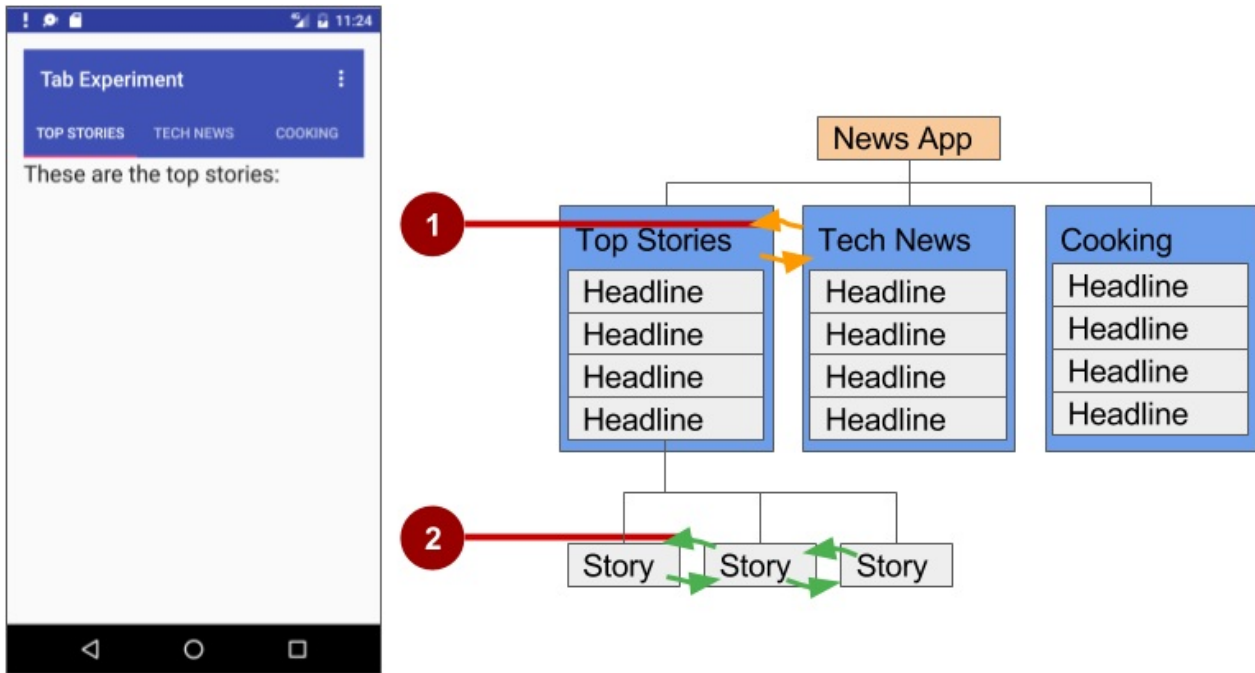 11:24
Tab Experiment
TOP STORIES TECH NEWS COOKING
These are the top stories:
News App
1
Top Stories
Headline
Headline
Headline
Headline
Tech News
Headline
Headline
Headline
Headline
Cooking
Headline
Headline
Headline
Headline
2
Story Story Story